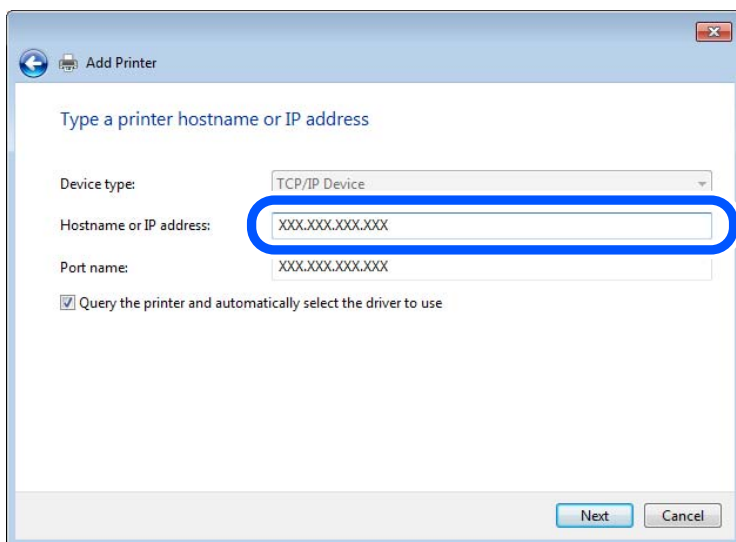 Add Printer
Type a printer hostname or IP address
Device type: TCP/IP Device
Hostname or IP address: XXX.XXX.XXX.XXX
Port name: XXX.XXX.XXX.XXX
Query the printer and automatically select the driver to use
Next Cancel